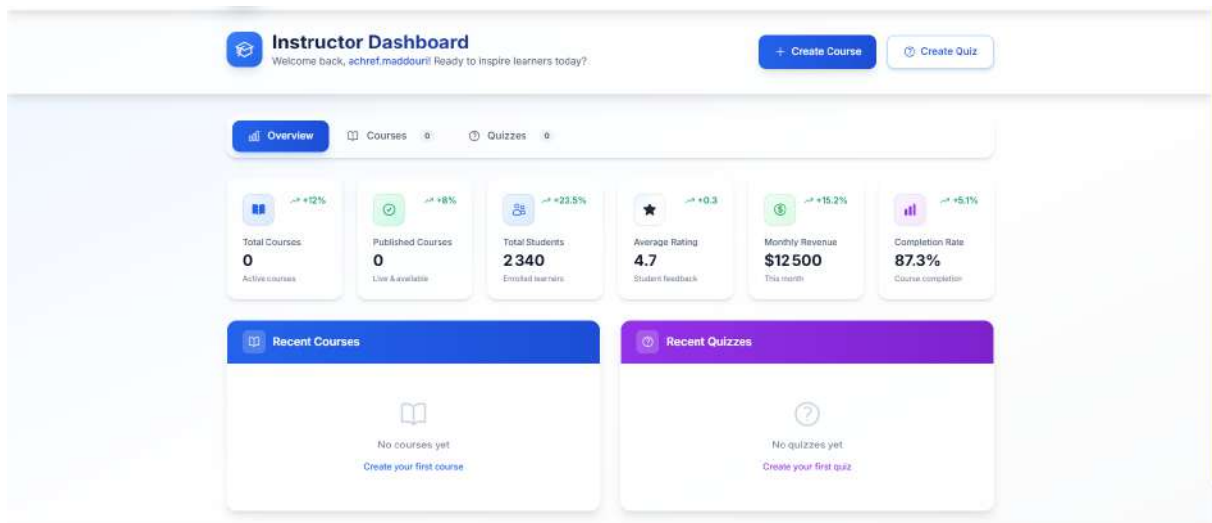 Instructor Dashboard
Welcome back, achref.maddouri! Ready to inspire learners today?
+ Create Course
Create Quiz
Overview
Courses 0
Quizzes 0
+12%
Total Courses
0
Active courses
+8%
Published Courses
0
Live & available
+23.5%
Total Students
2 340
Enrolled learners
+0.3
Average Rating
4.7
Student feedback
+15.2%
Monthly Revenue
$12 500
This month
+5.1%
Completion Rate
87.3%
Course completion
Recent Courses
No courses yet
Create your first course
Recent Quizzes
No quizzes yet
Create your first quiz